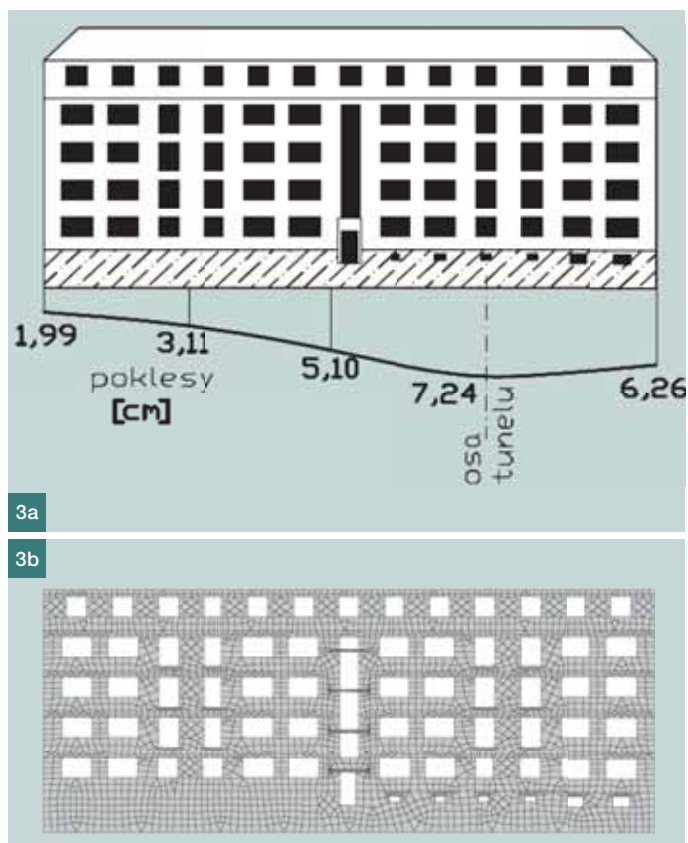 1,99
3,11
5,10
7,24
6,26
poklesy
[cm]
osa
tunelu
3a
3b